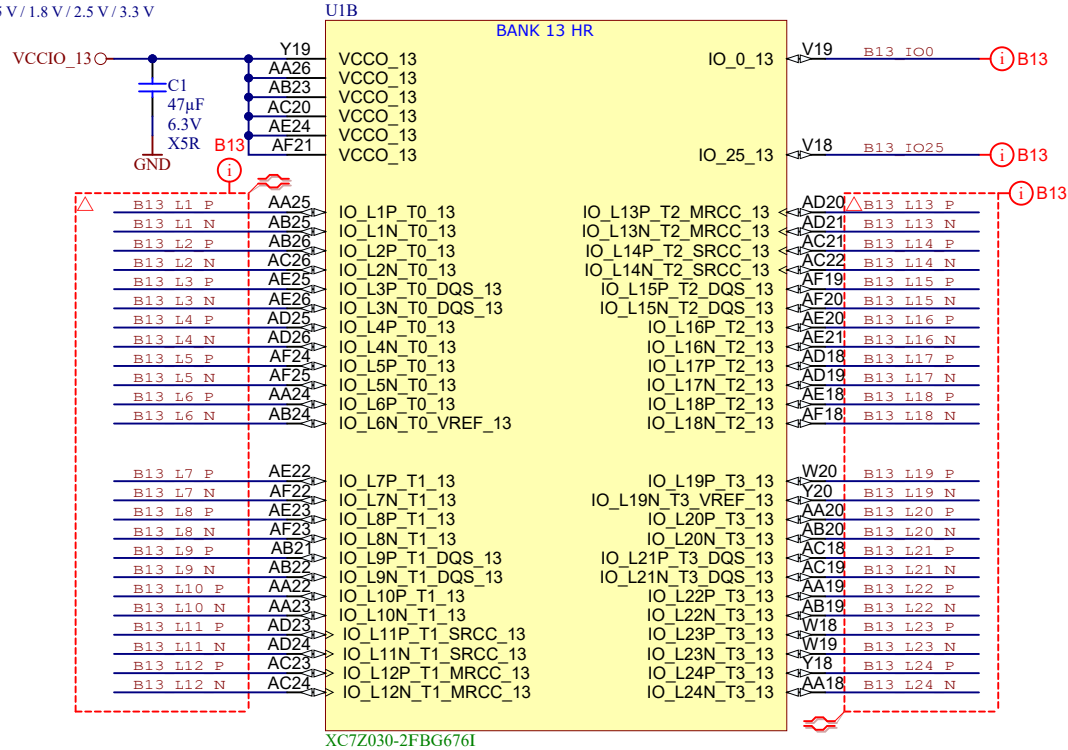 5 V / 1.8 V / 2.5 V / 3.3 V
U1B
BANK 13 HR
VCCIO_13
C1
47µF
6.3V
X5R
GND
Y19 VCCO_13
AA26 VCCO_13
AB23 VCCO_13
AC20 VCCO_13
AE24 VCCO_13
AF21 VCCO_13
IO_0_13 V19 B13_IO0 i B13
IO_25_13 V18 B13_IO25 i B13
B13
i
i B13
B13_L1_P AA25 IO_L1P_T0_13
B13_L1_N AB25 IO_L1N_T0_13
B13_L2_P AB26 IO_L2P_T0_13
B13_L2_N AC26 IO_L2N_T0_13
B13_L3_P AE25 IO_L3P_T0_DQS_13
B13_L3_N AE26 IO_L3N_T0_DQS_13
B13_L4_P AD25 IO_L4P_T0_13
B13_L4_N AD26 IO_L4N_T0_13
B13_L5_P AF24 IO_L5P_T0_13
B13_L5_N AF25 IO_L5N_T0_13
B13_L6_P AA24 IO_L6P_T0_13
B13_L6_N AB24 IO_L6N_T0_VREF_13
B13_L7_P AE22 IO_L7P_T1_13
B13_L7_N AF22 IO_L7N_T1_13
B13_L8_P AE23 IO_L8P_T1_13
B13_L8_N AF23 IO_L8N_T1_13
B13_L9_P AB21 IO_L9P_T1_DQS_13
B13_L9_N AB22 IO_L9N_T1_DQS_13
B13_L10_P AA22 IO_L10P_T1_13
B13_L10_N AA23 IO_L10N_T1_13
B13_L11_P AD23 IO_L11P_T1_SRCC_13
B13_L11_N AD24 IO_L11N_T1_SRCC_13
B13_L12_P AC23 IO_L12P_T1_MRCC_13
B13_L12_N AC24 IO_L12N_T1_MRCC_13
IO_L13P_T2_MRCC_13 AD20 B13_L13_P
IO_L13N_T2_MRCC_13 AD21 B13_L13_N
IO_L14P_T2_SRCC_13 AC21 B13_L14_P
IO_L14N_T2_SRCC_13 AC22 B13_L14_N
IO_L15P_T2_DQS_13 AF19 B13_L15_P
IO_L15N_T2_DQS_13 AF20 B13_L15_N
IO_L16P_T2_13 AE20 B13_L16_P
IO_L16N_T2_13 AE21 B13_L16_N
IO_L17P_T2_13 AD18 B13_L17_P
IO_L17N_T2_13 AD19 B13_L17_N
IO_L18P_T2_13 AE18 B13_L18_P
IO_L18N_T2_13 AF18 B13_L18_N
IO_L19P_T3_13 W20 B13_L19_P
IO_L19N_T3_VREF_13 Y20 B13_L19_N
IO_L20P_T3_13 AA20 B13_L20_P
IO_L20N_T3_13 AB20 B13_L20_N
IO_L21P_T3_DQS_13 AC18 B13_L21_P
IO_L21N_T3_DQS_13 AC19 B13_L21_N
IO_L22P_T3_13 AA19 B13_L22_P
IO_L22N_T3_13 AB19 B13_L22_N
IO_L23P_T3_13 W18 B13_L23_P
IO_L23N_T3_13 W19 B13_L23_N
IO_L24P_T3_13 Y18 B13_L24_P
IO_L24N_T3_13 AA18 B13_L24_N
XC7Z030-2FBG676I